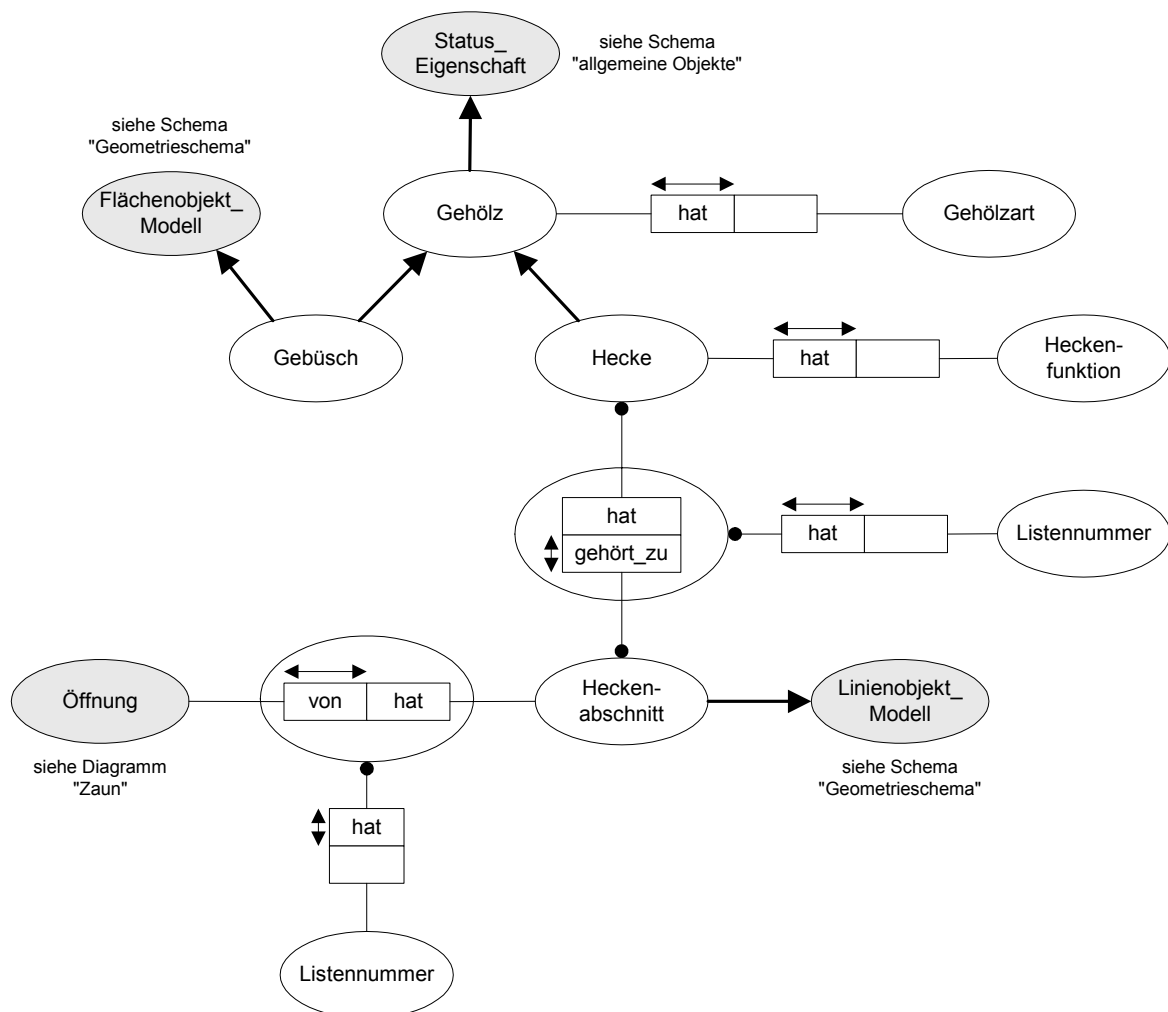 Status_
Eigenschaft
siehe Schema
"allgemeine Objekte"
siehe Schema
"Geometrieschema"
Flächenobjekt_
Modell
Gehölz
hat
Gehölzart
Gebüsch
Hecke
hat
Hecken-
funktion
hat
gehört_zu
hat
Listennummer
Öffnung
von
hat
Hecken-
abschnitt
Linienobjekt_
Modell
siehe Diagramm
"Zaun"
siehe Schema
"Geometrieschema"
hat
Listennummer